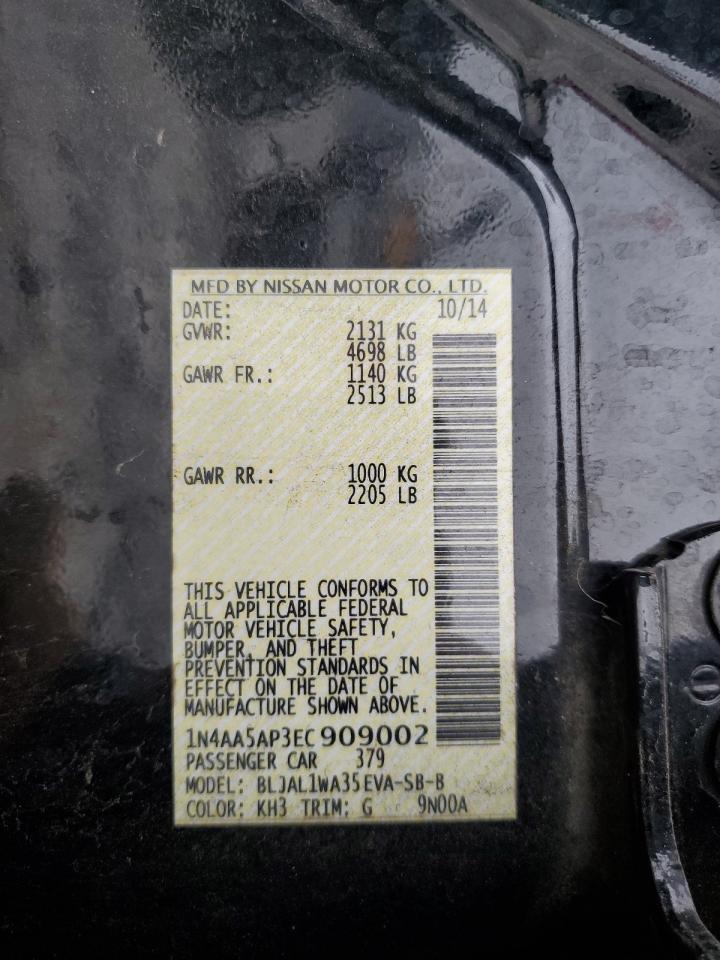 MFD BY NISSAN MOTOR CO., LTD.
DATE: 10/14
GVWR: 2131 KG
4698 LB
GAWR FR.: 1140 KG
2513 LB
GAWR RR.: 1000 KG
2205 LB
THIS VEHICLE CONFORMS TO
ALL APPLICABLE FEDERAL
MOTOR VEHICLE SAFETY,
BUMPER, AND THEFT
PREVENTION STANDARDS IN
EFFECT ON THE DATE OF
MANUFACTURE SHOWN ABOVE.
1N4AA5AP3EC909002
PASSENGER CAR 379
MODEL: BLJAL1WA35EVA-SB-B
COLOR: KH3 TRIM: G 9N00A